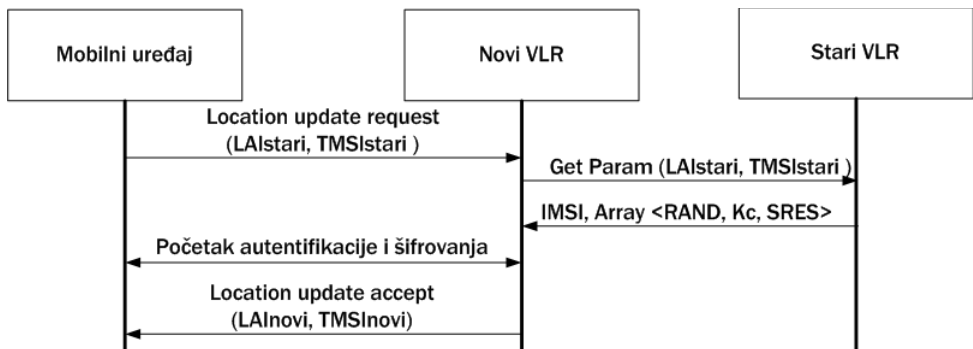 Mobilni uređaj
Novi VLR
Stari VLR
Location update request
(LAIstari, TMSIstari )
Get Param (LAIstari, TMSIstari )
IMSI, Array <RAND, Kc, SRES>
Početak autentifikacije i šifrovanja
Location update accept
(LAInovi, TMSInovi)